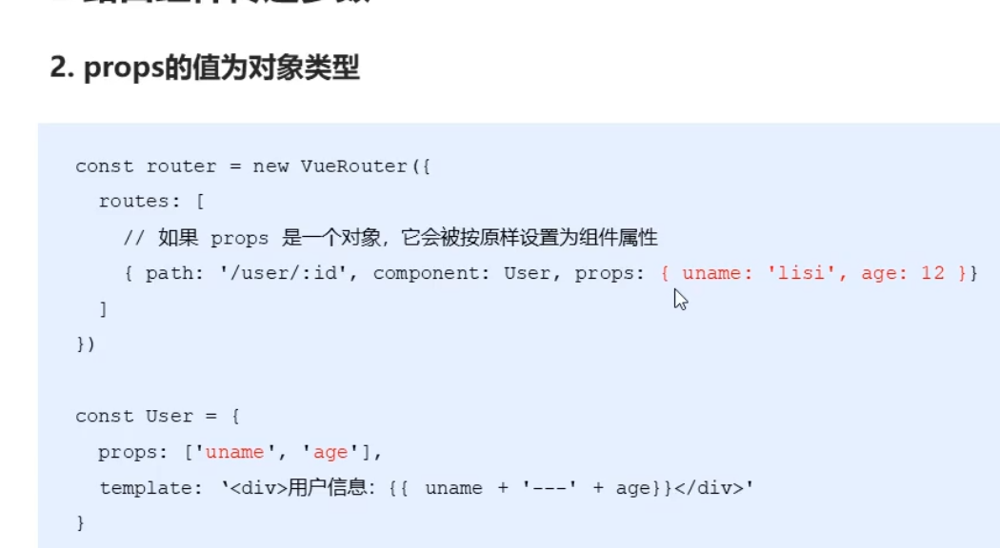 2. props的值为对象类型
const router = new VueRouter({
routes: [
// 如果 props 是一个对象，它会被按原样设置为组件属性
{ path: '/user/:id', component: User, props: { uname: 'lisi', age: 12 }}
]
})
const User = {
props: ['uname', 'age'],
template: ‘<div>用户信息：{{ uname + '---' + age}}</div>'
}